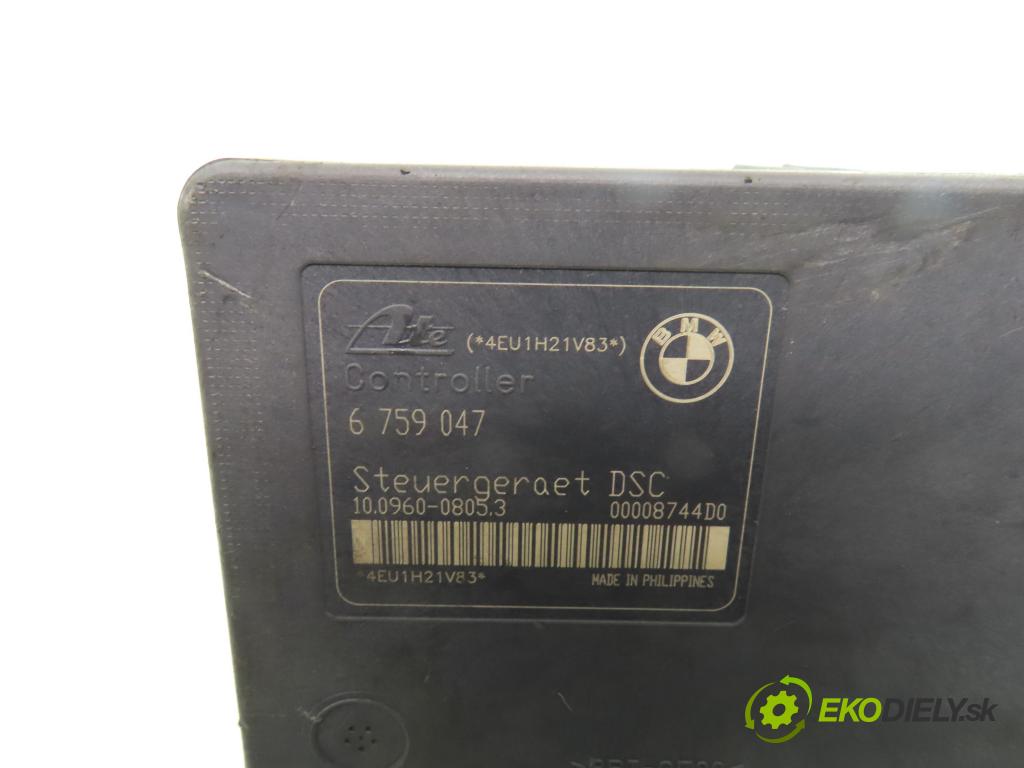 Ate (*4EU1H21V83*)
BMW
Controller
6 759 047
Steuergeraet DSC
10.0960-0805.3 00008744D0
*4EU1H21V83*
MADE IN PHILIPPINES
EKODIELY.sk